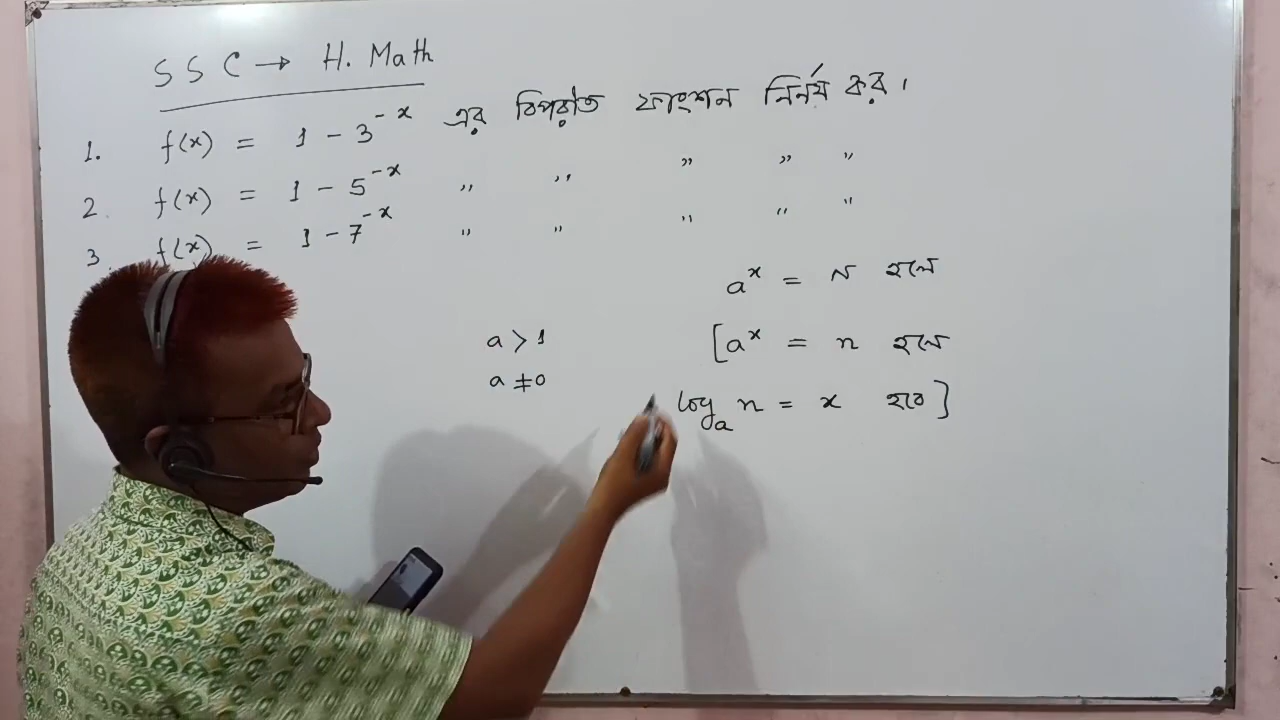 SSC → H. Math
1. f(x) = 1 - 3^{-x} এর বিপরীত ফাংশন নির্নয় কর।
2. f(x) = 1 - 5^{-x} " " " " "
3. f(x) = 1 - 7^{-x} " " " " "
a^x = N হলে
a > 1
[a^x = n হলে
a ≠ 0
log_a n = x হবে]